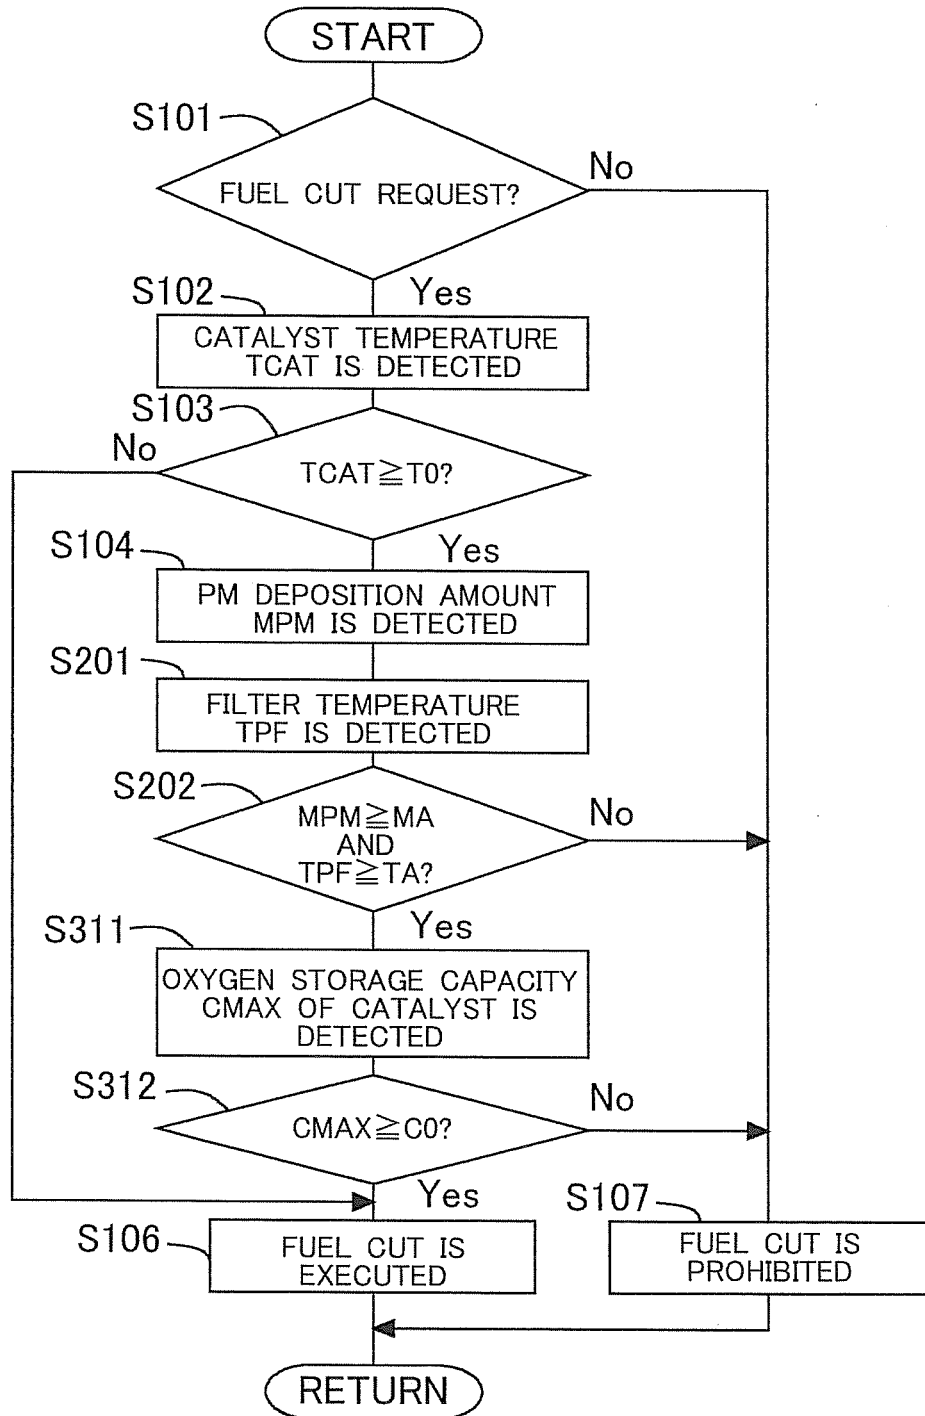 START
S101
No
FUEL CUT REQUEST?
Yes
S102
CATALYST TEMPERATURE
TCAT IS DETECTED
S103
No
TCAT≧T0?
Yes
S104
PM DEPOSITION AMOUNT
MPM IS DETECTED
S201
FILTER TEMPERATURE
TPF IS DETECTED
S202
No
MPM≧MA
AND
TPF≧TA?
Yes
S311
OXYGEN STORAGE CAPACITY
CMAX OF CATALYST IS
DETECTED
S312
No
CMAX≧C0?
Yes
S106
FUEL CUT IS
EXECUTED
S107
FUEL CUT IS
PROHIBITED
RETURN